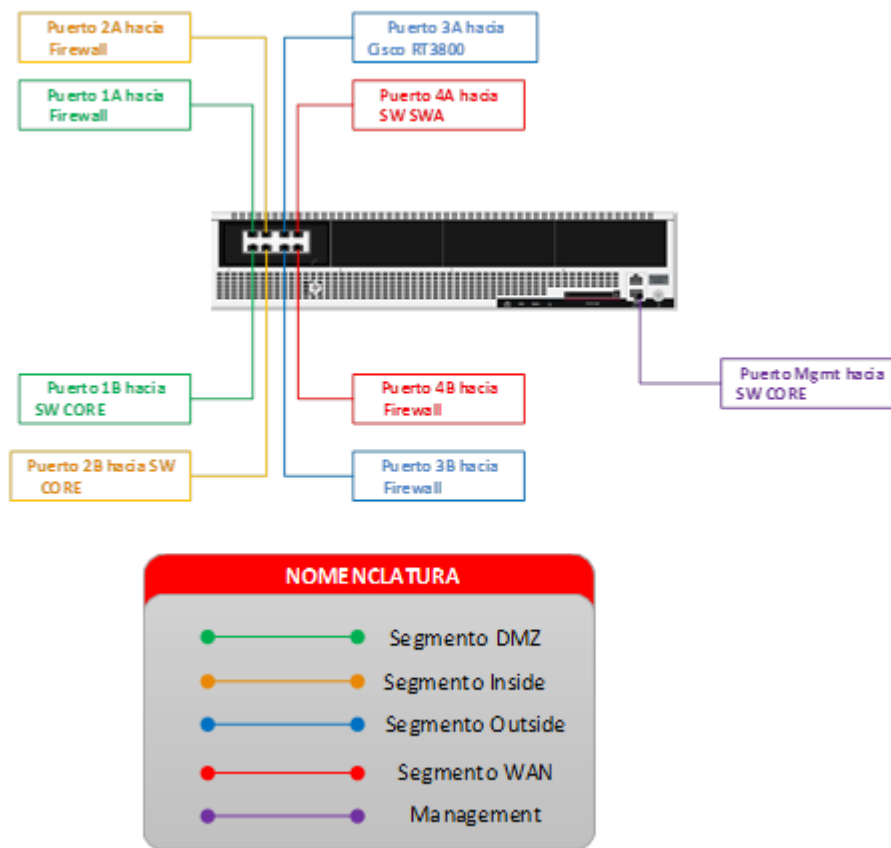 Puerto 2A hacia
Firewall
Puerto 3A hacia
Cisco RT3800
Puerto 1A hacia
Firewall
Puerto 4A hacia
SW SWA
Puerto 1B hacia
SW CORE
Puerto 4B hacia
Firewall
Puerto Mgmt hacia
SW CORE
Puerto 2B hacia SW
CORE
Puerto 3B hacia
Firewall
NOMENCLATURA
Segmento DMZ
Segmento Inside
Segmento Outside
Segmento WAN
Management